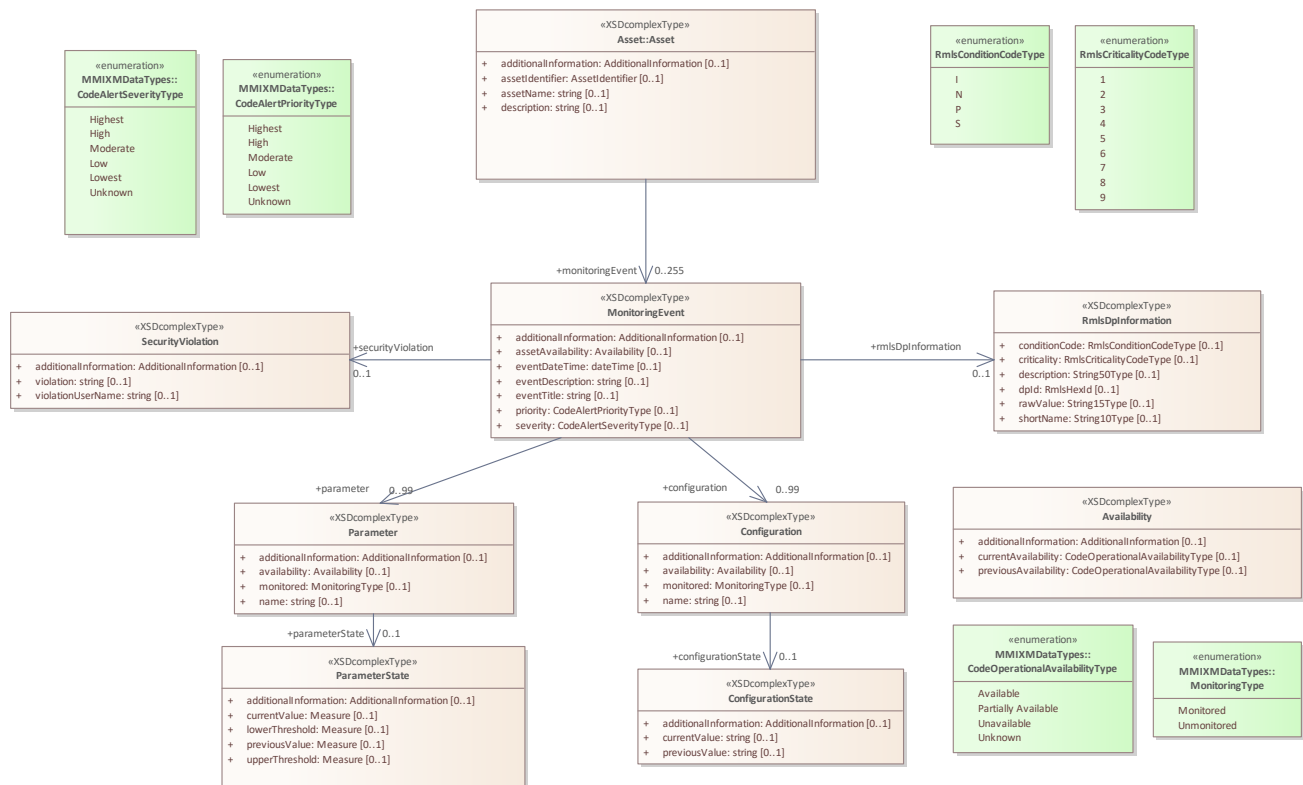 «XSDcomplexType»
Asset::Asset
+ additionalInformation: AdditionalInformation [0..1]
+ assetIdentifier: AssetIdentifier [0..1]
+ assetName: string [0..1]
+ description: string [0..1]
«enumeration»
MMIXMDataTypes::
CodeAlertSeverityType
Highest
High
Moderate
Low
Lowest
Unknown
«enumeration»
MMIXMDataTypes::
CodeAlertPriorityType
Highest
High
Moderate
Low
Lowest
Unknown
«enumeration»
RmlsConditionCodeType
I
N
P
S
«enumeration»
RmlsCriticalityCodeType
1
2
3
4
5
6
7
8
9
+monitoringEvent 0..255
«XSDcomplexType»
MonitoringEvent
+ additionalInformation: AdditionalInformation [0..1]
+ assetAvailability: Availability [0..1]
+ eventDateTime: dateTime [0..1]
+ eventDescription: string [0..1]
+ eventTitle: string [0..1]
+ priority: CodeAlertPriorityType [0..1]
+ severity: CodeAlertSeverityType [0..1]
«XSDcomplexType»
SecurityViolation
+ additionalInformation: AdditionalInformation [0..1]
+ violation: string [0..1]
+ violationUserName: string [0..1]
+securityViolation
0..1
+rmlsDpInformation
0..1
«XSDcomplexType»
RmlsDpInformation
+ conditionCode: RmlsConditionCodeType [0..1]
+ criticality: RmlsCriticalityCodeType [0..1]
+ description: String50Type [0..1]
+ dpId: RmlsHexId [0..1]
+ rawValue: String15Type [0..1]
+ shortName: String10Type [0..1]
+parameter 0..99
«XSDcomplexType»
Parameter
+ additionalInformation: AdditionalInformation [0..1]
+ availability: Availability [0..1]
+ monitored: MonitoringType [0..1]
+ name: string [0..1]
+configuration 0..99
«XSDcomplexType»
Configuration
+ additionalInformation: AdditionalInformation [0..1]
+ availability: Availability [0..1]
+ monitored: MonitoringType [0..1]
+ name: string [0..1]
«XSDcomplexType»
Availability
+ additionalInformation: AdditionalInformation [0..1]
+ currentAvailability: CodeOperationalAvailabilityType [0..1]
+ previousAvailability: CodeOperationalAvailabilityType [0..1]
+parameterState 0..1
«XSDcomplexType»
ParameterState
+ additionalInformation: AdditionalInformation [0..1]
+ currentValue: Measure [0..1]
+ lowerThreshold: Measure [0..1]
+ previousValue: Measure [0..1]
+ upperThreshold: Measure [0..1]
+configurationState 0..1
«XSDcomplexType»
ConfigurationState
+ additionalInformation: AdditionalInformation [0..1]
+ currentValue: string [0..1]
+ previousValue: string [0..1]
«enumeration»
MMIXMDataTypes::
CodeOperationalAvailabilityType
Available
Partially Available
Unavailable
Unknown
«enumeration»
MMIXMDataTypes::
MonitoringType
Monitored
Unmonitored